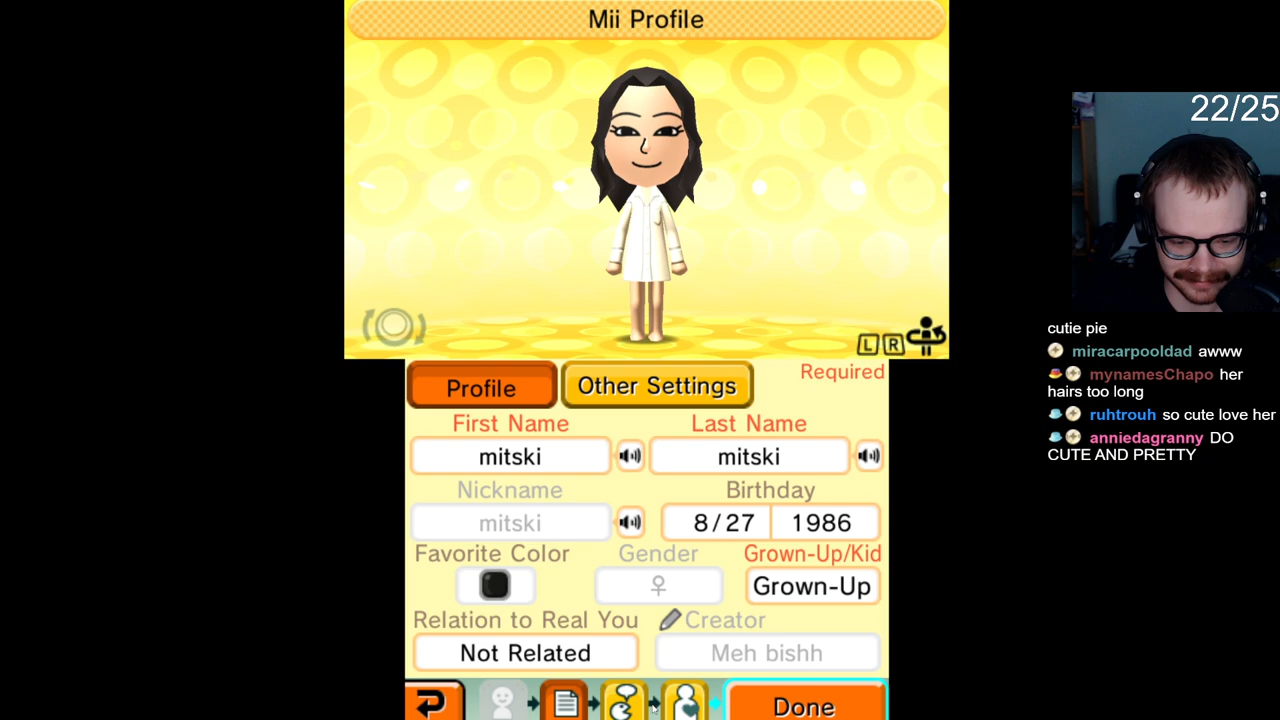 Mii Profile
22/25
L R
cutie pie
miracarpooldad awww
mynamesChapo her
hairs too long
ruhtrouh so cute love her
anniedagranny DO
CUTE AND PRETTY
Profile
Other Settings
Required
First Name
Last Name
mitski
mitski
Nickname
Birthday
mitski
8/27
1986
Favorite Color
Gender
Grown-Up/Kid
Grown-Up
Relation to Real You
Creator
Not Related
Meh bishh
Done